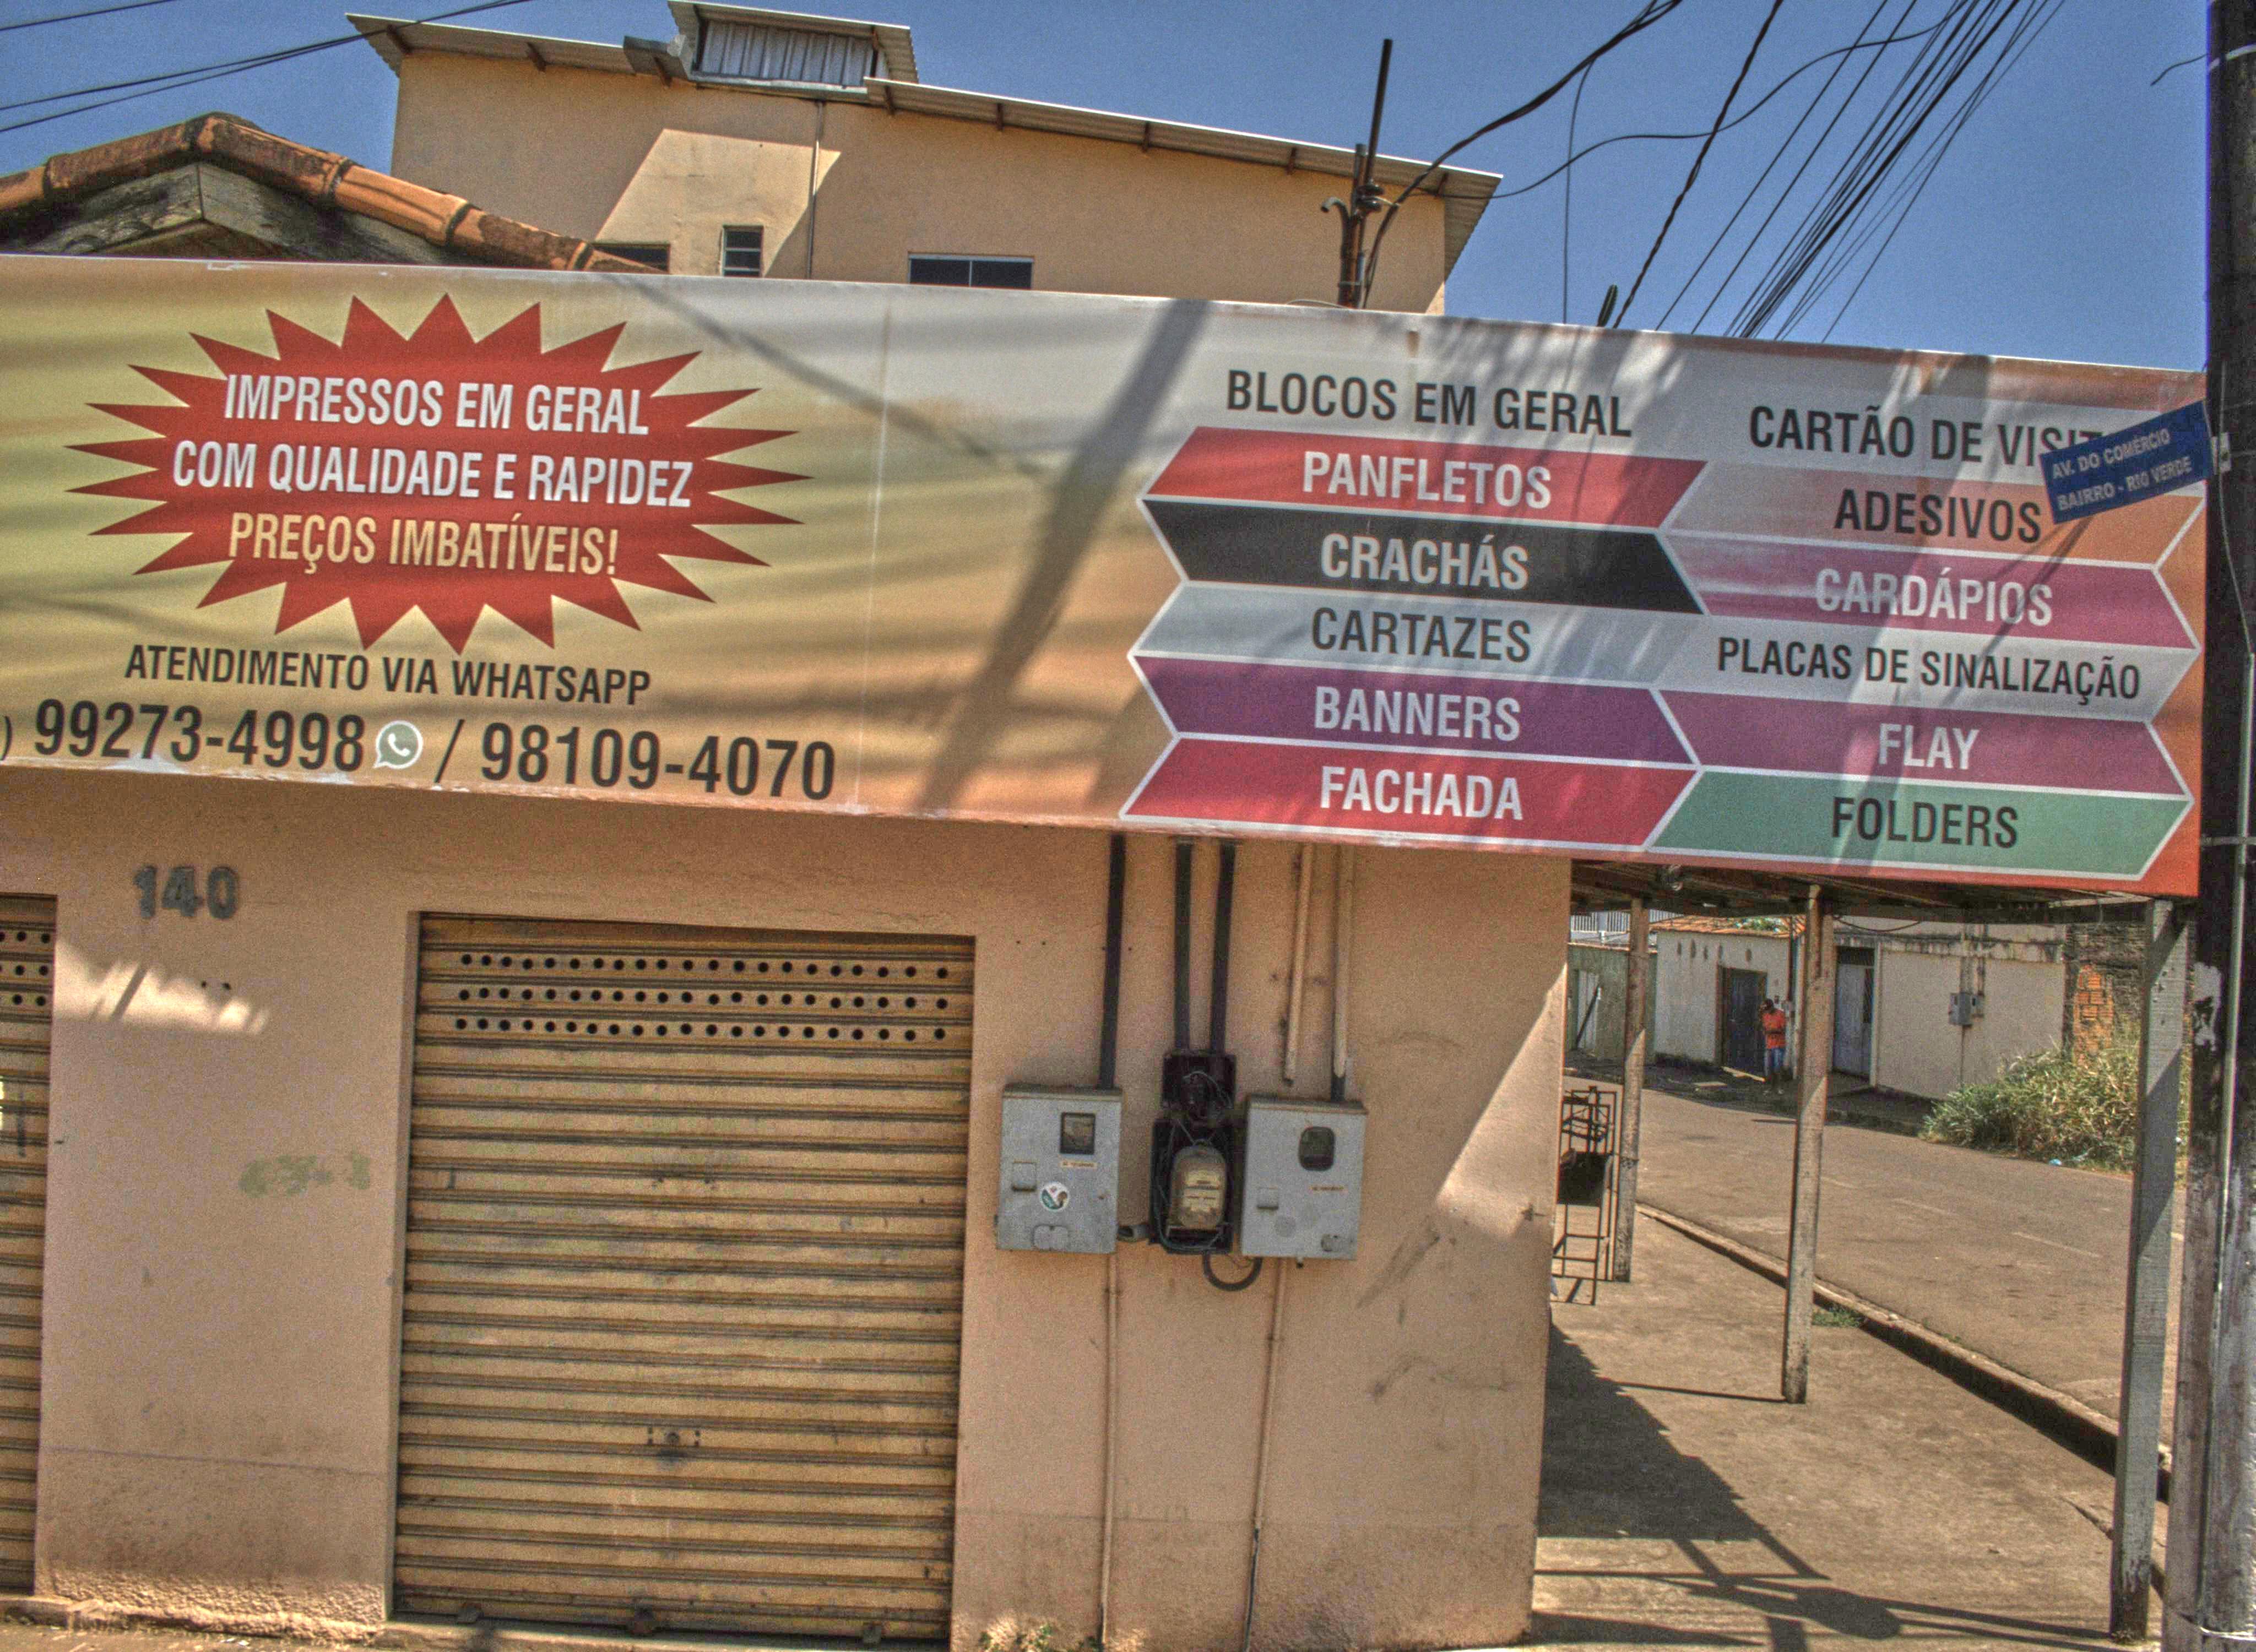 IMPRESSOS EM GERAL
COM QUALIDADE E RAPIDEZ
PREÇOS IMBATÍVEIS!
ATENDIMENTO VIA WHATSAPP
) 99273-4998 / 98109-4070
BLOCOS EM GERAL
PANFLETOS
CRACHÁS
CARTAZES
BANNERS
FACHADA
CARTÃO DE VISIT
ADESIVOS
CARDÁPIOS
PLACAS DE SINALIZAÇÃO
FLAY
FOLDERS
AV. DO COMÉRCIO
BAIRRO - RIO VERDE
140